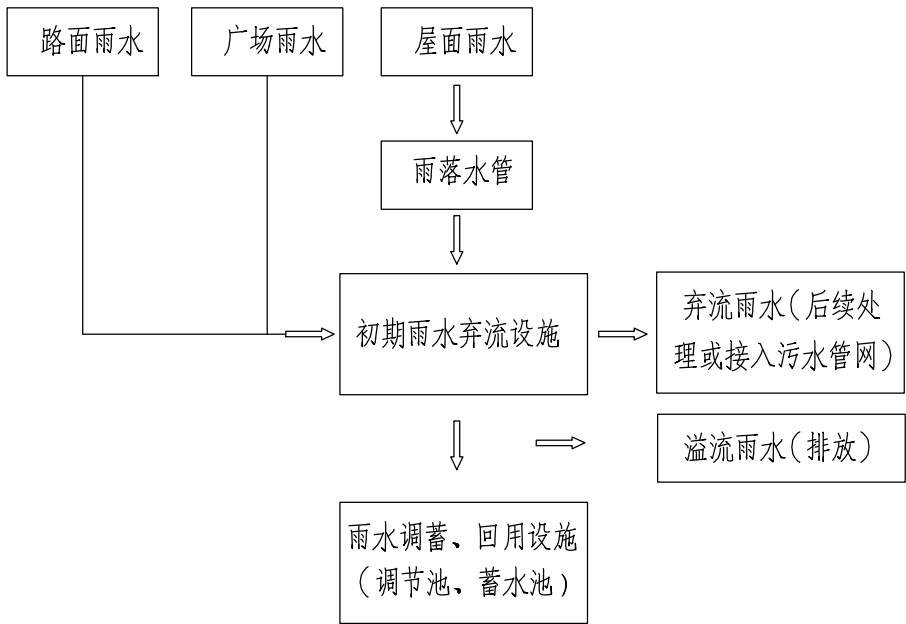 路面雨水
广场雨水
屋面雨水
雨落水管
初期雨水弃流设施
弃流雨水(后续处
理或接入污水管网)
溢流雨水(排放)
雨水调蓄、回用设施
(调节池、蓄水池)